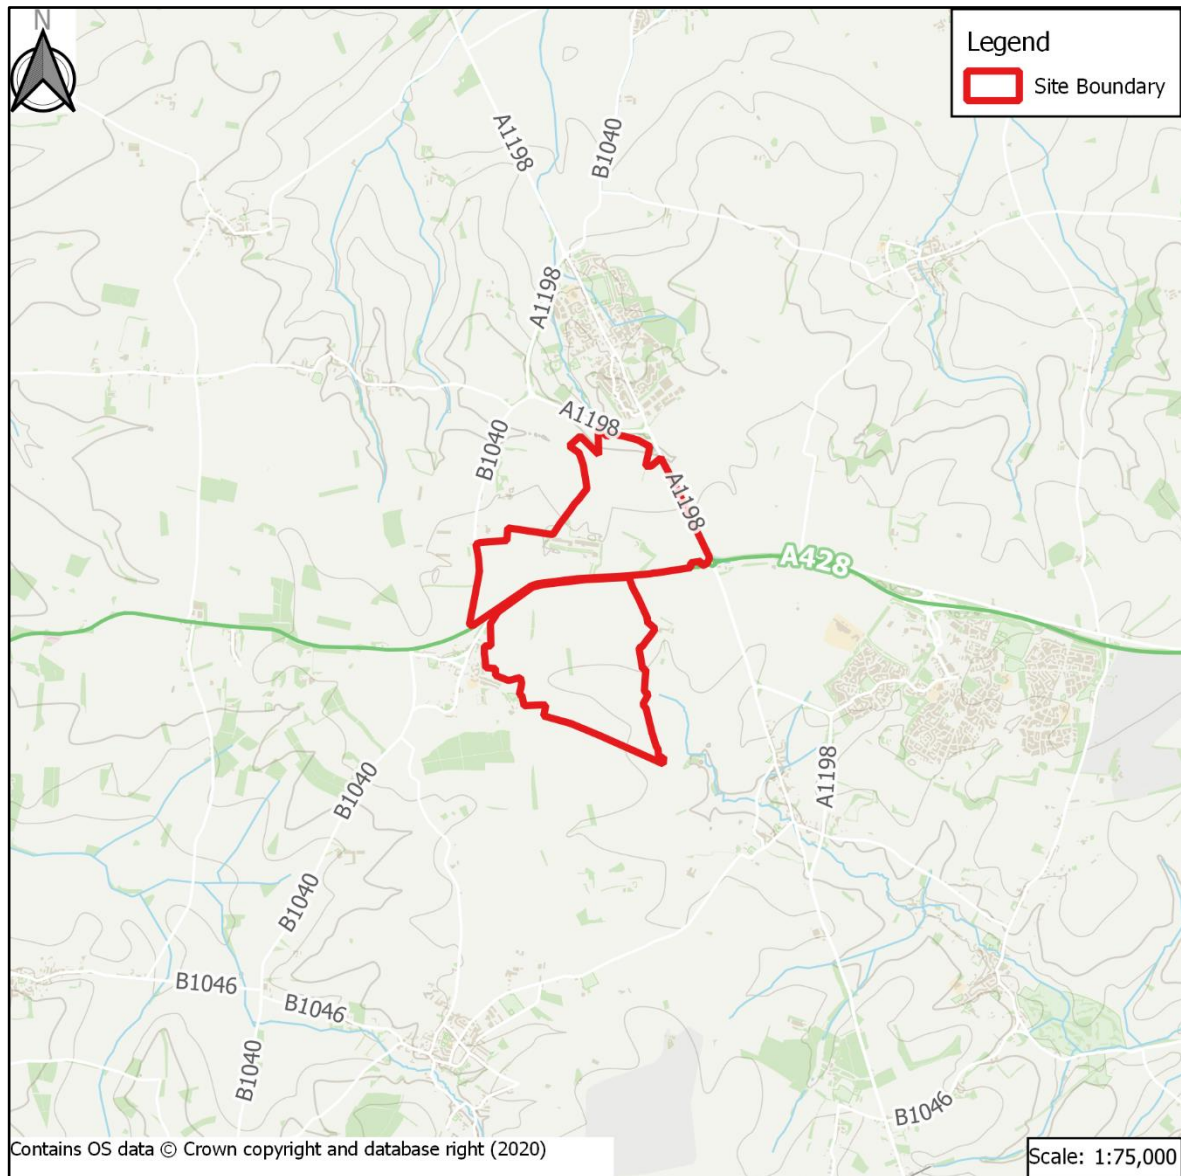 N
Legend
Site Boundary
A1198
B1040
A1198
A1198
B1040
A1198
A428
B1040
A1198
B1040
B1046
B1046
B1040
B1046
Contains OS data © Crown copyright and database right (2020)
Scale: 1:75,000